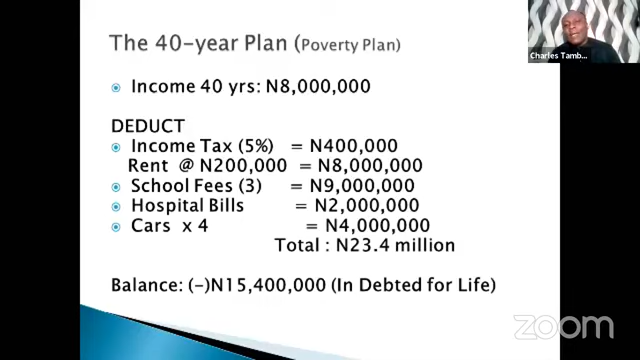 The 40-year Plan (Poverty Plan)
Charles Tamb...
Income 40 yrs: N8,000,000
DEDUCT
Income Tax (5%) = N400,000
Rent @ N200,000 = N8,000,000
School Fees (3) = N9,000,000
Hospital Bills = N2,000,000
Cars x 4 = N4,000,000
Total : N23.4 million
Balance: (-)N15,400,000 (In Debted for Life)
zoom